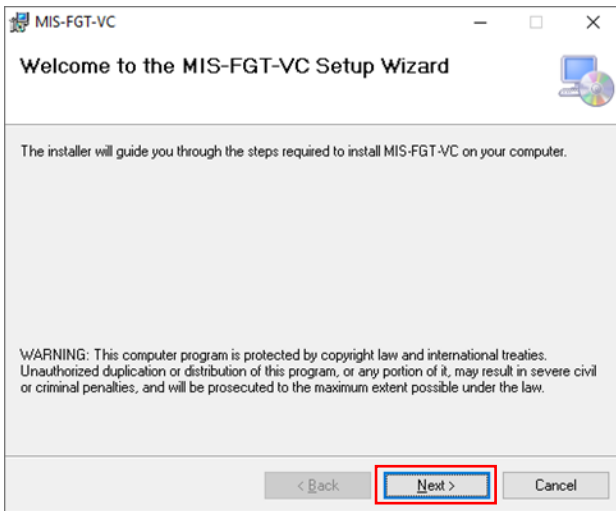 MIS-FGT-VC
Welcome to the MIS-FGT-VC Setup Wizard
The installer will guide you through the steps required to install MIS-FGT-VC on your computer.
WARNING: This computer program is protected by copyright law and international treaties.
Unauthorized duplication or distribution of this program, or any portion of it, may result in severe civil
or criminal penalties, and will be prosecuted to the maximum extent possible under the law.
< Back Next > Cancel